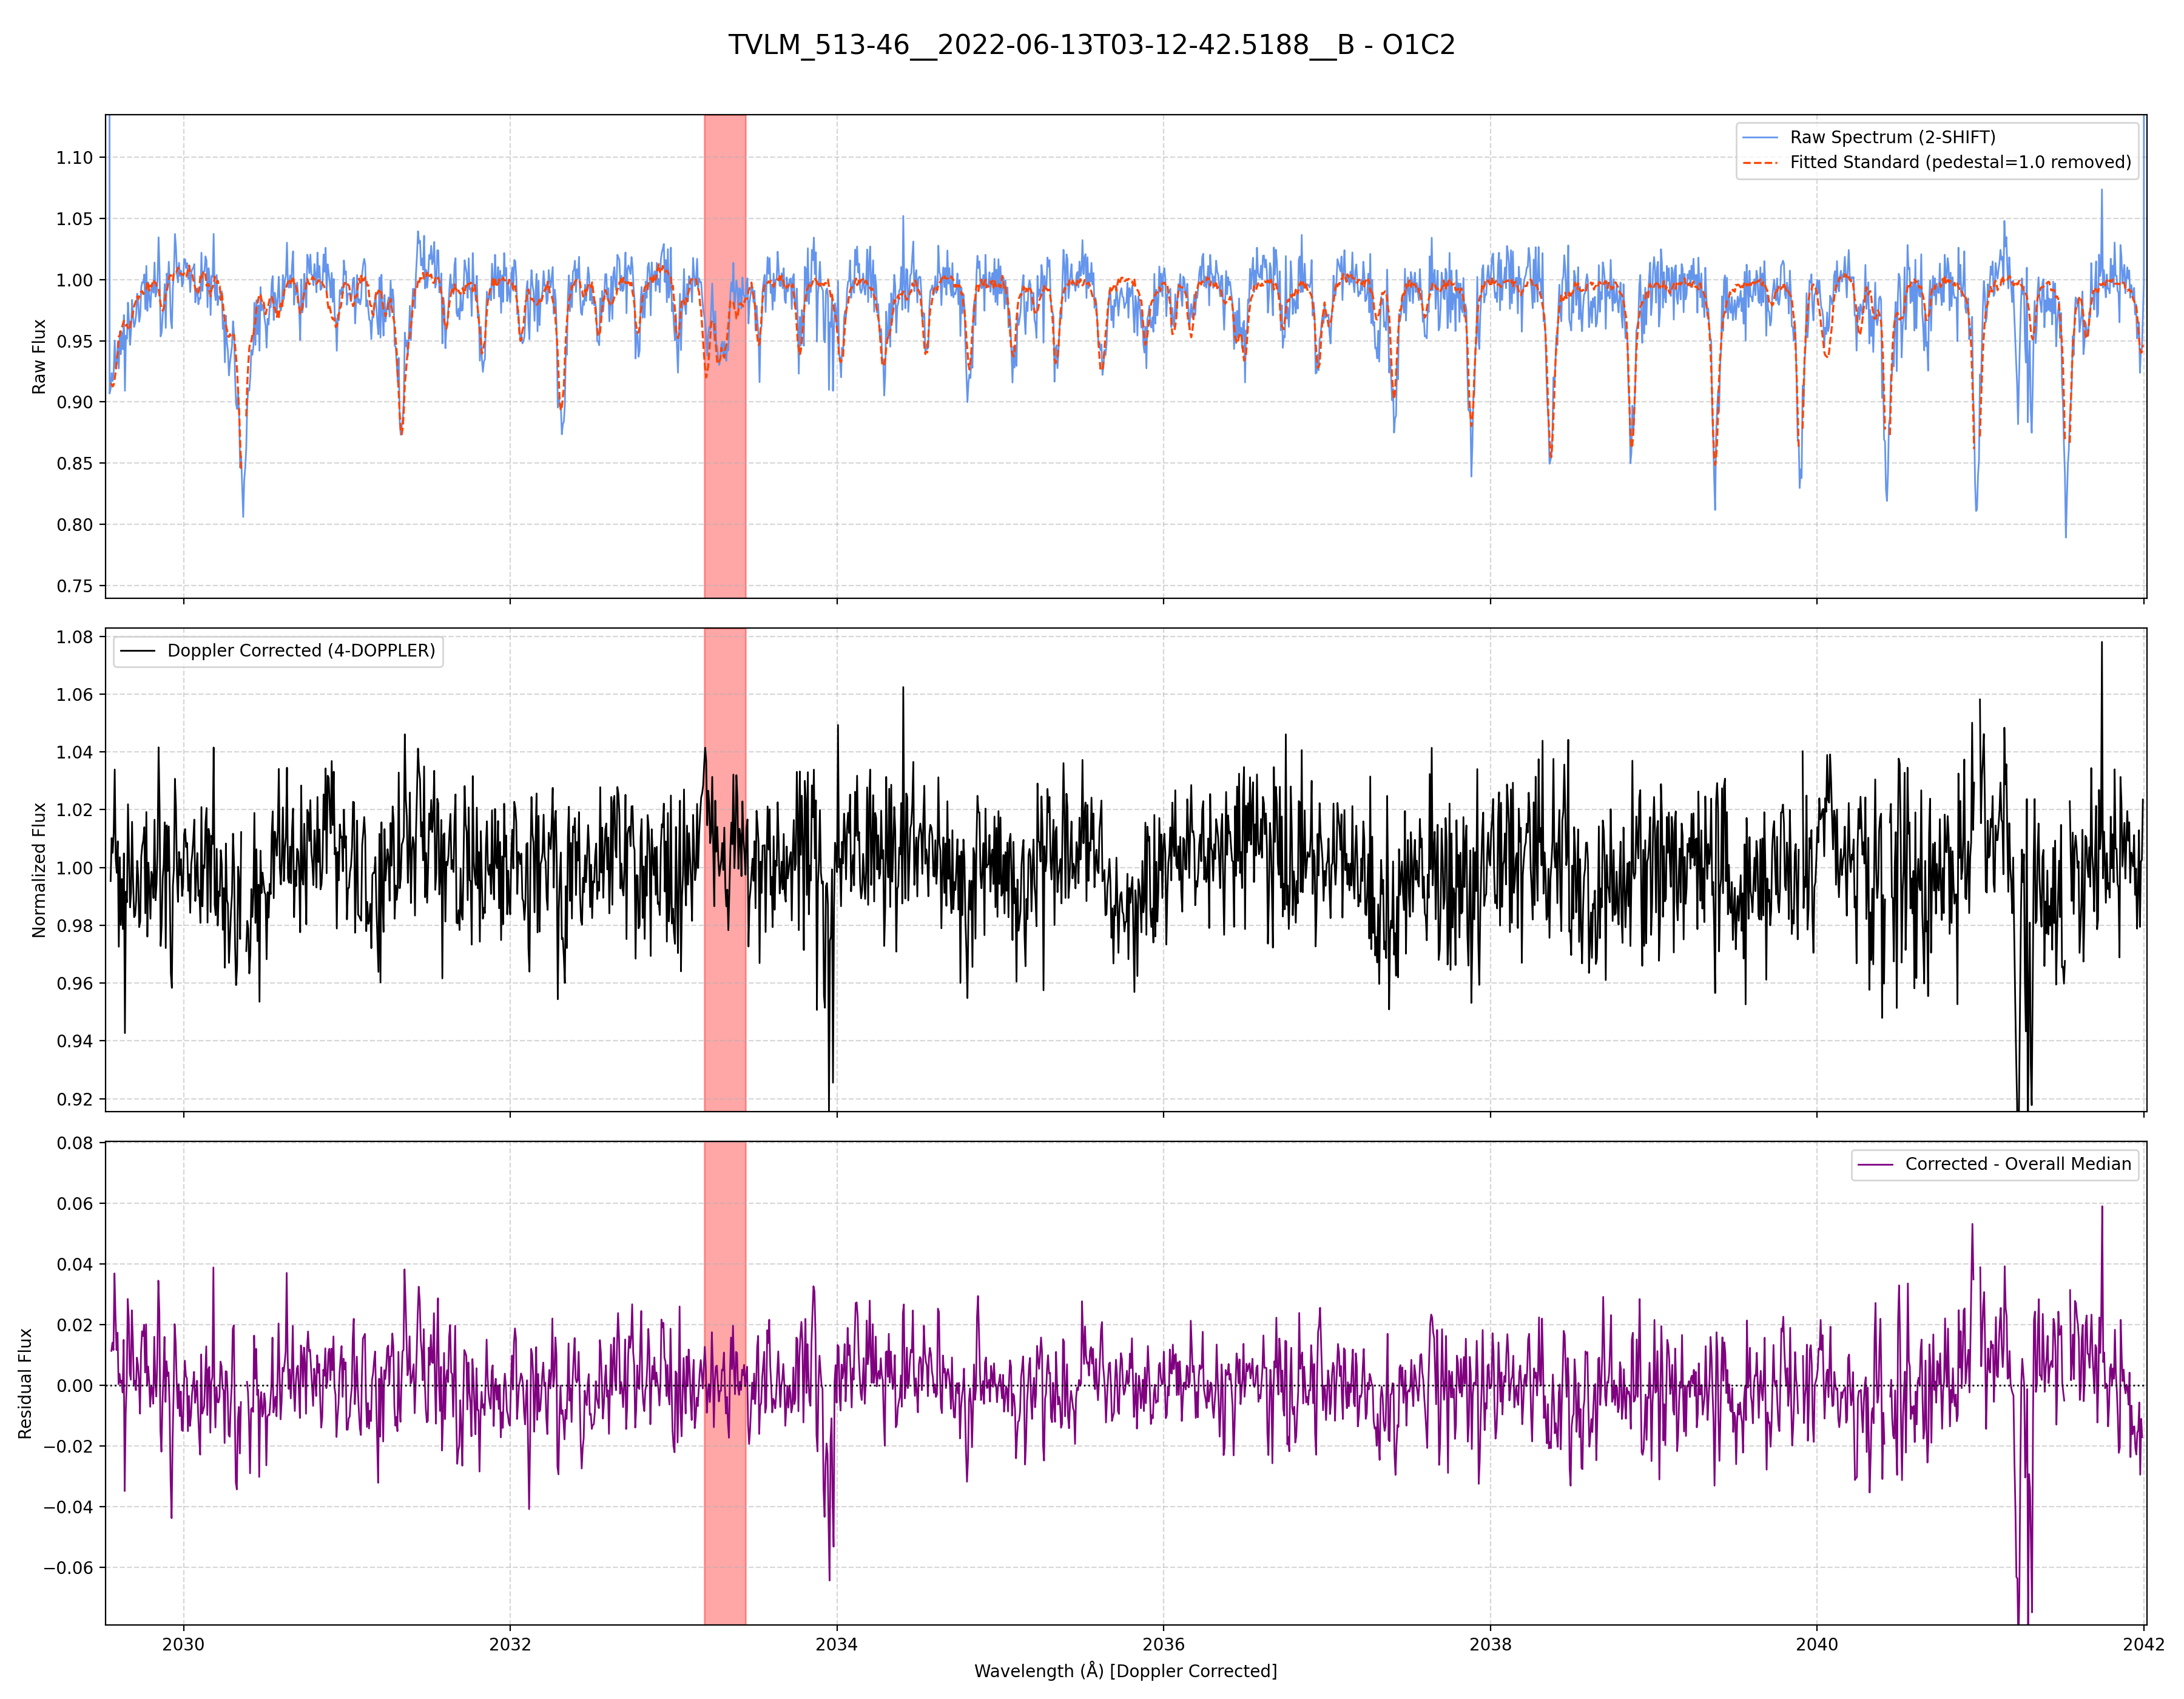 TVLM_513-46__2022-06-13T03-12-42.5188__B - O1C2
Raw Spectrum (2-SHIFT)
Fitted Standard (pedestal=1.0 removed)
1.10
1.05
1.00
0.95
0.90
0.85
0.80
0.75
Raw Flux
Doppler Corrected (4-DOPPLER)
1.08
1.06
1.04
1.02
1.00
0.98
0.96
0.94
0.92
Normalized Flux
Corrected - Overall Median
0.08
0.06
0.04
0.02
0.00
−0.02
−0.04
−0.06
Residual Flux
2030 2032 2034 2036 2038 2040 2042
Wavelength (Å) [Doppler Corrected]